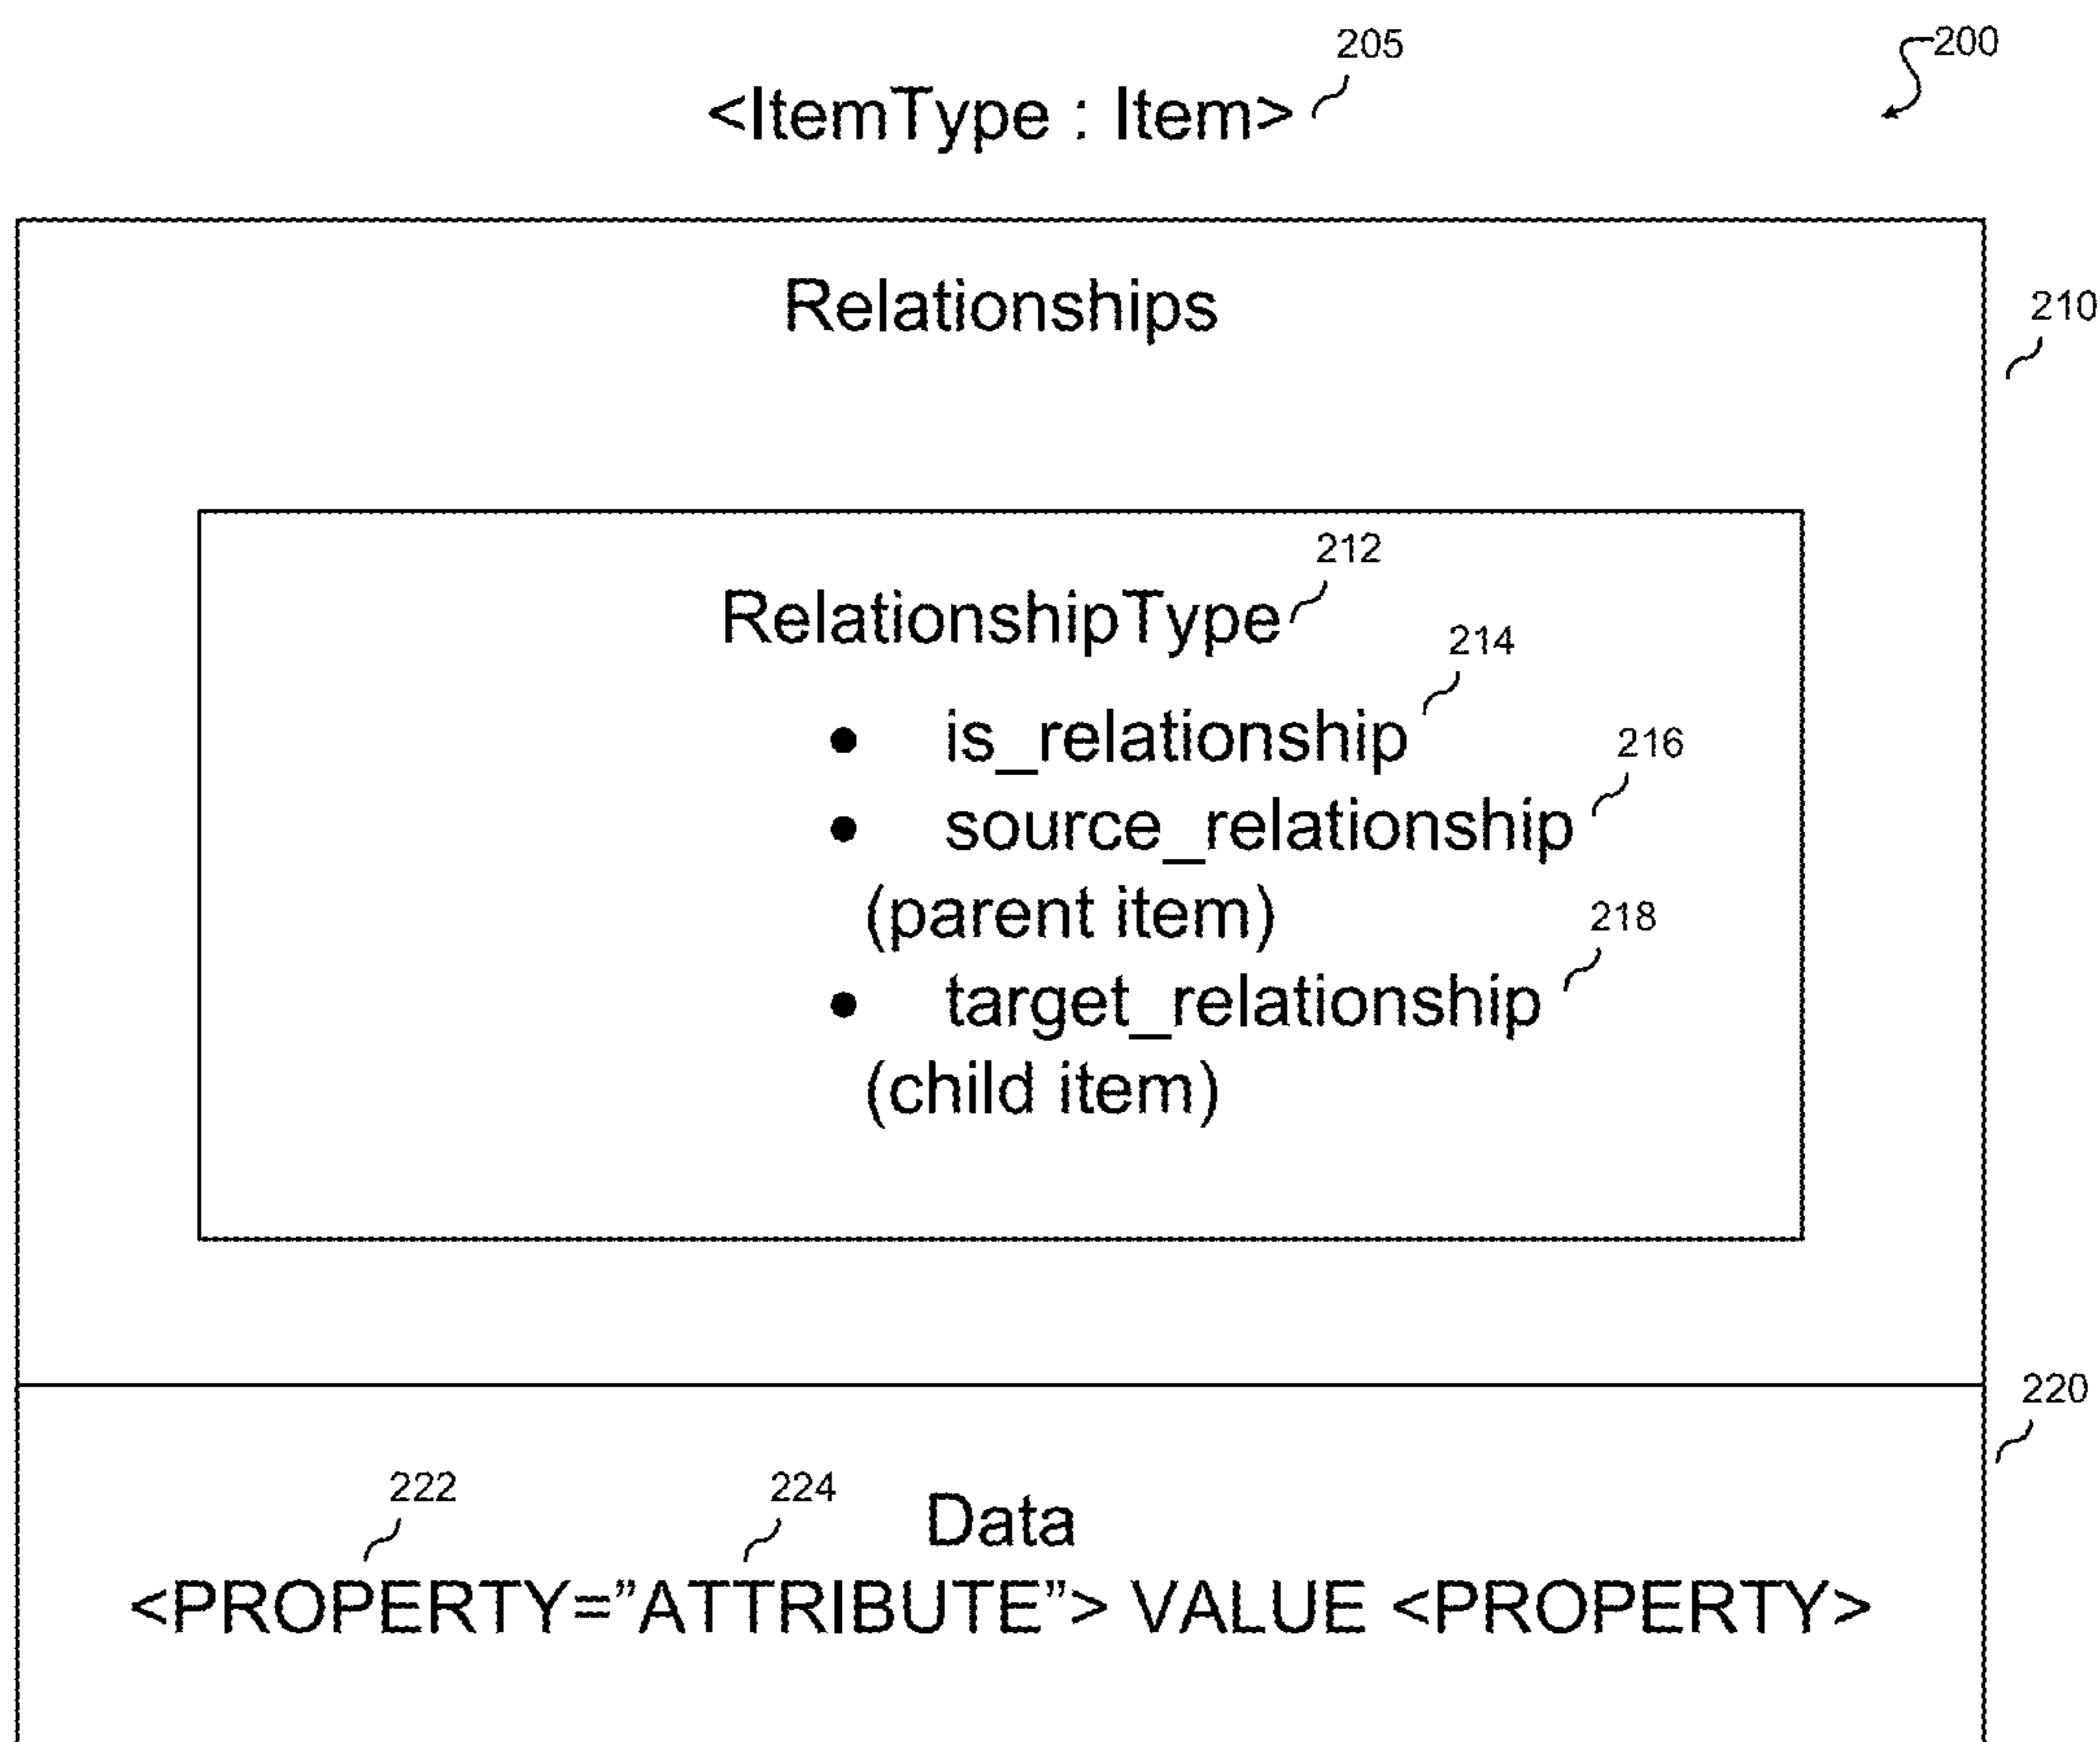 205
200
<ItemType : Item>
Relationships
210
212
RelationshipType
214
• is_relationship
216
• source_relationship
(parent item)
218
• target_relationship
(child item)
220
222
224
Data
<PROPERTY=”ATTRIBUTE”> VALUE <PROPERTY>